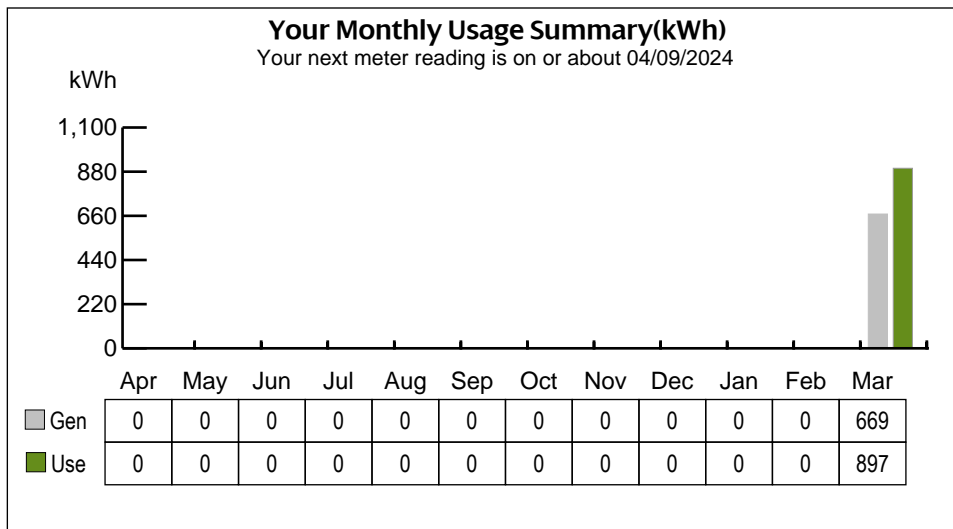 Your Monthly Usage Summary(kWh)
Your next meter reading is on or about 04/09/2024
kWh
1,100
880
660
440
220
0
Apr May Jun Jul Aug Sep Oct Nov Dec Jan Feb Mar
Gen 0 0 0 0 0 0 0 0 0 0 0 669
Use 0 0 0 0 0 0 0 0 0 0 0 897